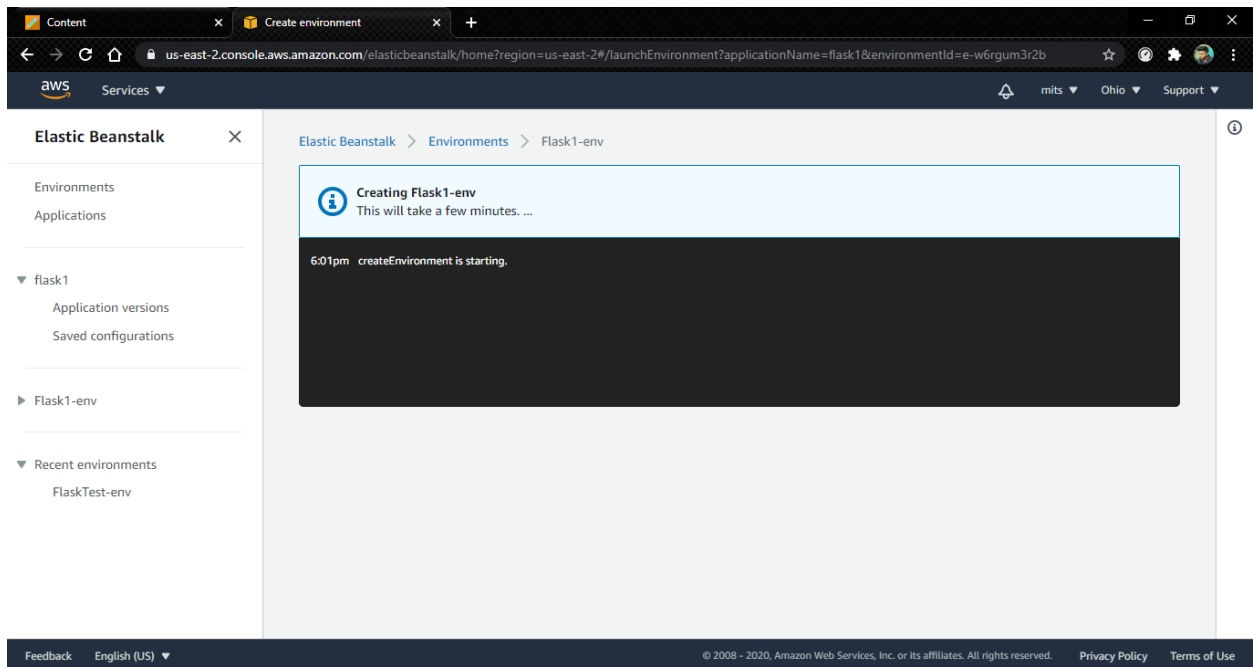 Content
Create environment
us-east-2.console.aws.amazon.com/elasticbeanstalk/home?region=us-east-2#/launchEnvironment?applicationName=flask1&environmentId=e-w6rgum3r2b
aws Services mits Ohio Support
Elastic Beanstalk
Environments
Applications
flask1
Application versions
Saved configurations
Flask1-env
Recent environments
FlaskTest-env
Elastic Beanstalk > Environments > Flask1-env
Creating Flask1-env
This will take a few minutes. ...
6:01pm createEnvironment is starting.
Feedback English (US) © 2008 - 2020, Amazon Web Services, Inc. or its affiliates. All rights reserved. Privacy Policy Terms of Use